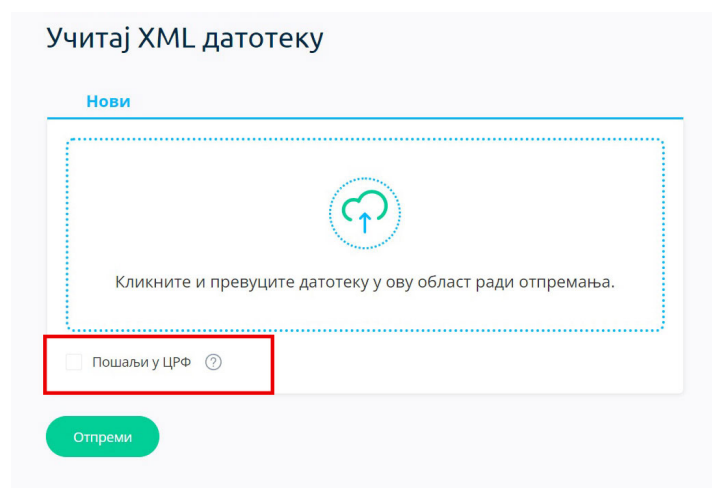 Учитај XML датотеку
Нови
Кликните и превуците датотеку у ову област ради отпремања.
Пошаљи у ЦРФ ?
Отпреми